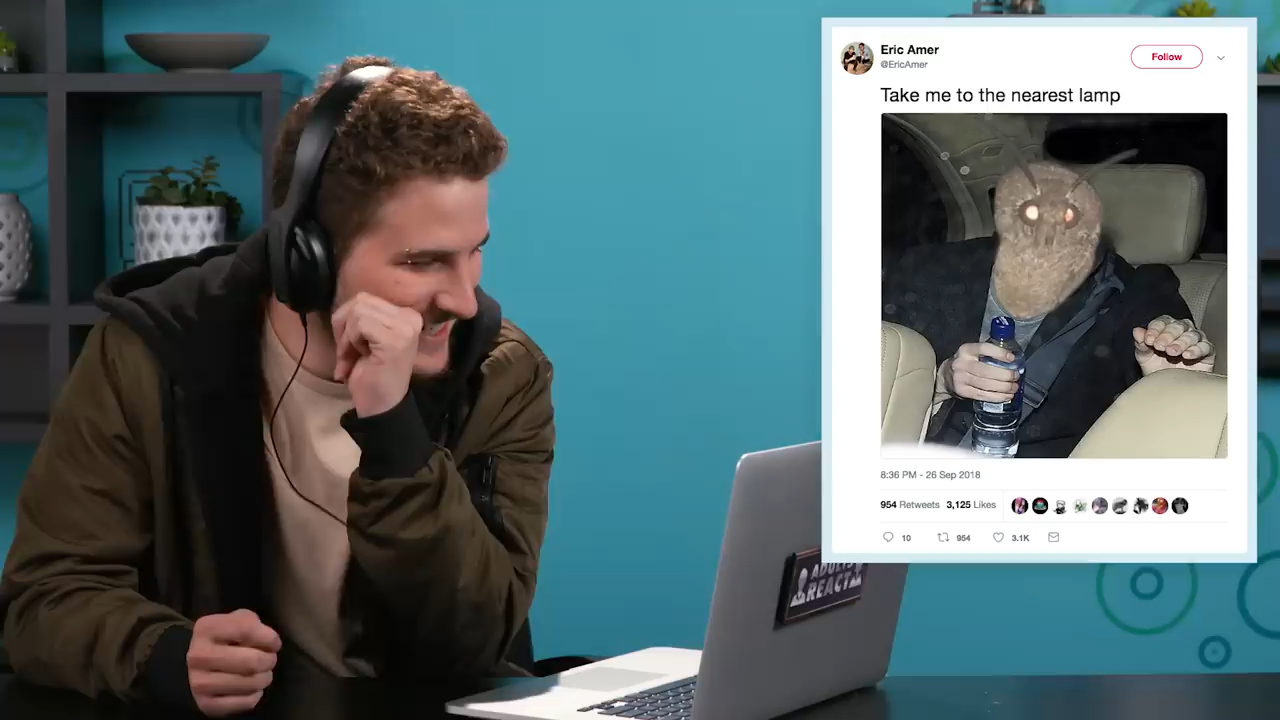 Eric Amer
@EricAmer
Follow
Take me to the nearest lamp
8:36 PM - 26 Sep 2018
954 Retweets 3,125 Likes
10 954 3.1K
ADULTS
REACT